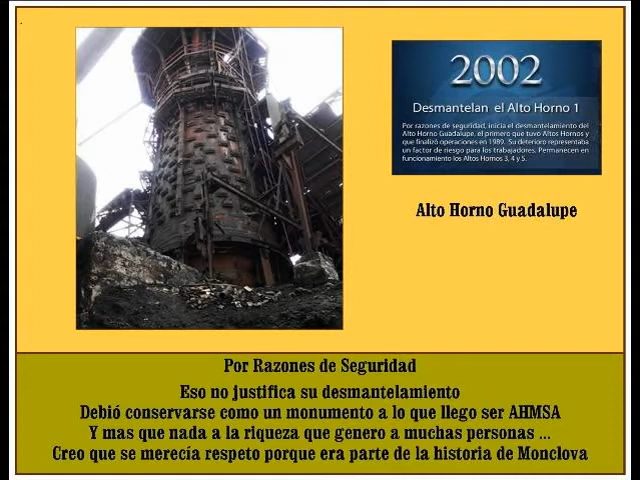 2002
Desmantelan el Alto Horno 1
Por razones de seguridad, inicia el desmantelamiento del
Alto Horno Guadalupe, el primero que tuvo Altos Hornos y
que finalizó operaciones en 1989. Su deterioro representaba
un factor de riesgo para los trabajadores. Permanecen en
funcionamiento los Altos Hornos 3, 4 y 5.
Alto Horno Guadalupe
Por Razones de Seguridad
Eso no justifica su desmantelamiento
Debió conservarse como un monumento a lo que llego ser AHMSA
Y mas que nada a la riqueza que genero a muchas personas ...
Creo que se merecía respeto porque era parte de la historia de Monclova